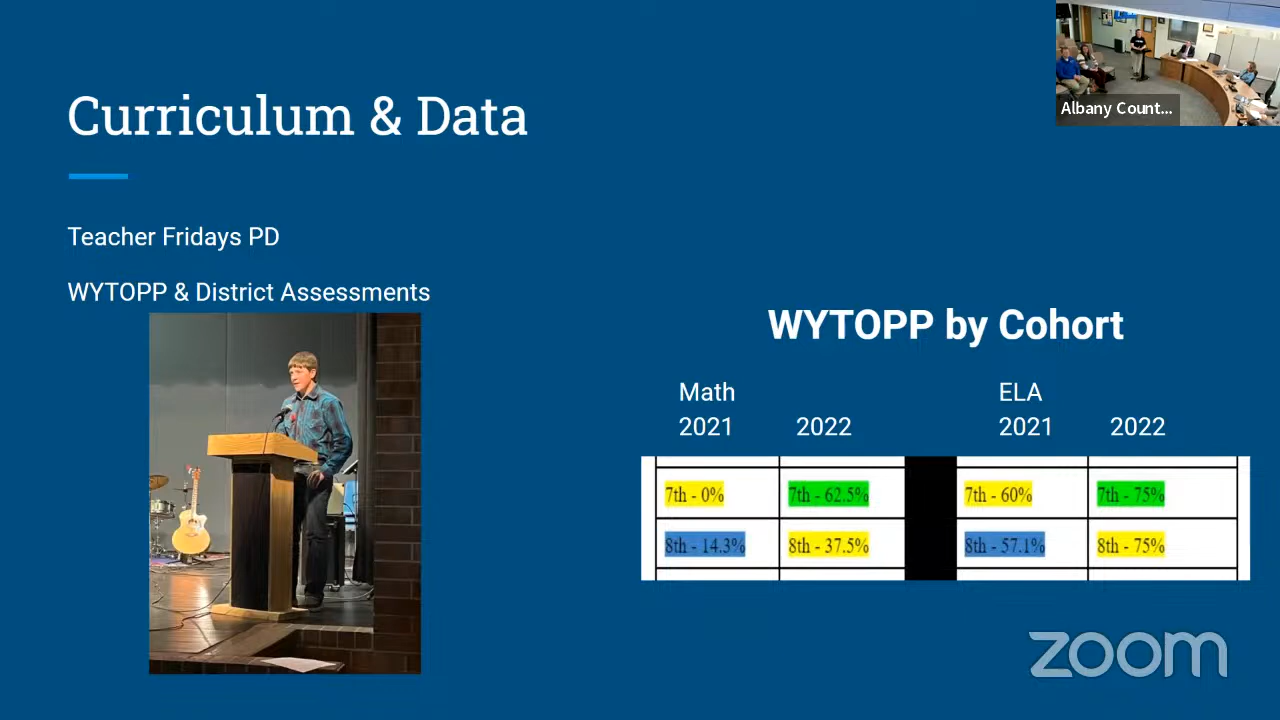 Curriculum & Data
Albany Count...
Teacher Fridays PD
WYTOPP & District Assessments
WYTOPP by Cohort
Math ELA
2021 2022 2021 2022
7th - 0% 7th - 62.5% 7th - 60% 7th - 75%
8th - 14.3% 8th - 37.5% 8th - 57.1% 8th - 75%
zoom